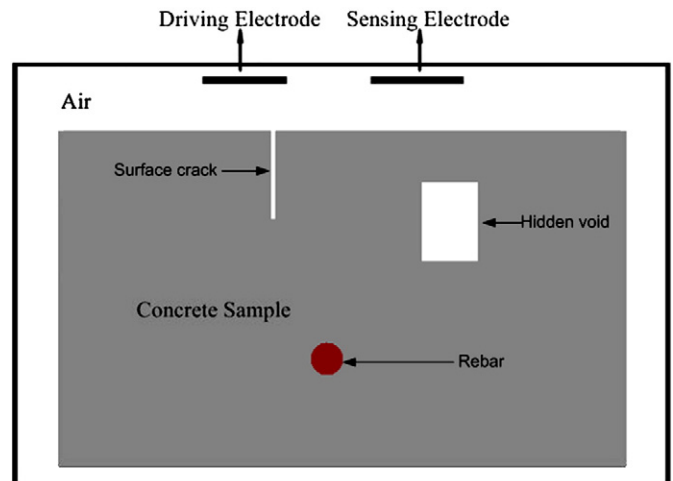 Driving Electrode
Sensing Electrode
Air
Surface crack
Hidden void
Concrete Sample
Rebar